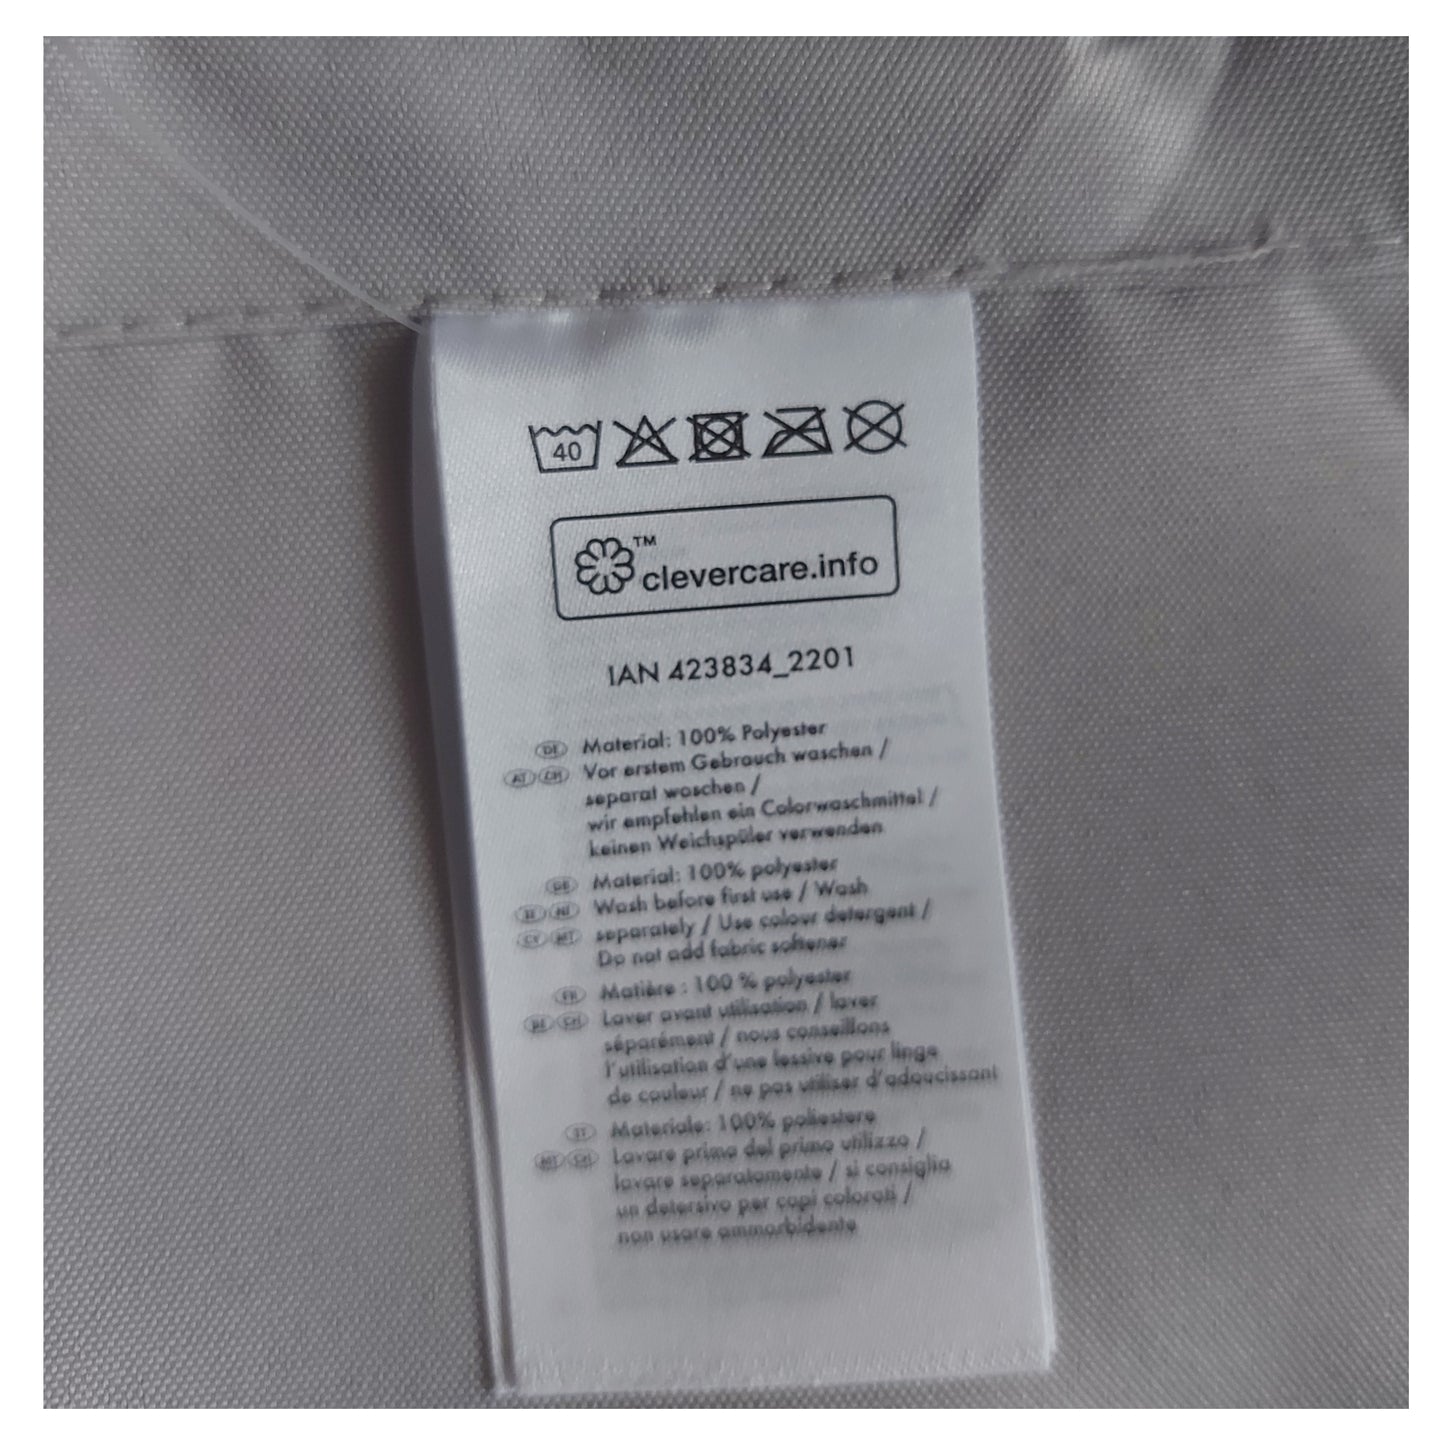 40
™
clevercare.info
IAN 423834_2201
DE Material: 100% Polyester
AT CH Vor erstem Gebrauch waschen /
separat waschen /
wir empfehlen ein Colorwaschmittel /
keinen Weichspüler verwenden
GB Material: 100% polyester
IE NI Wash before first use / Wash
CY MT separately / Use colour detergent /
Do not add fabric softener
FR Matière : 100 % polyester
BE CH Laver avant utilisation / laver
séparément / nous conseillons
l'utilisation d'une lessive pour linge
de couleur / ne pas utiliser d'adoucissant
IT Materiale: 100% poliestere
MT CH Lavare prima del primo utilizzo /
lavare separatamente / si consiglia
un detersivo per capi colorati /
non usare ammorbidente